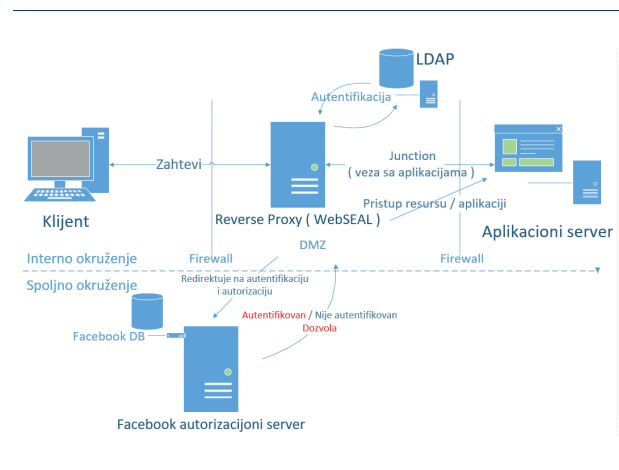 LDAP
Autentifikacija
Zahtevi
Junction
( veza sa aplikacijama )
Pristup resursu / aplikaciji
Klijent
Reverse Proxy ( WebSEAL )
Aplikacioni server
DMZ
Interno okruženje
Firewall
Firewall
Spoljno okruženje
Redirektuje na autentifikaciju
i autorizaciju
Autentifikovan / Nije autentifikovan
Dozvola
Facebook DB
Facebook autorizacijoni server